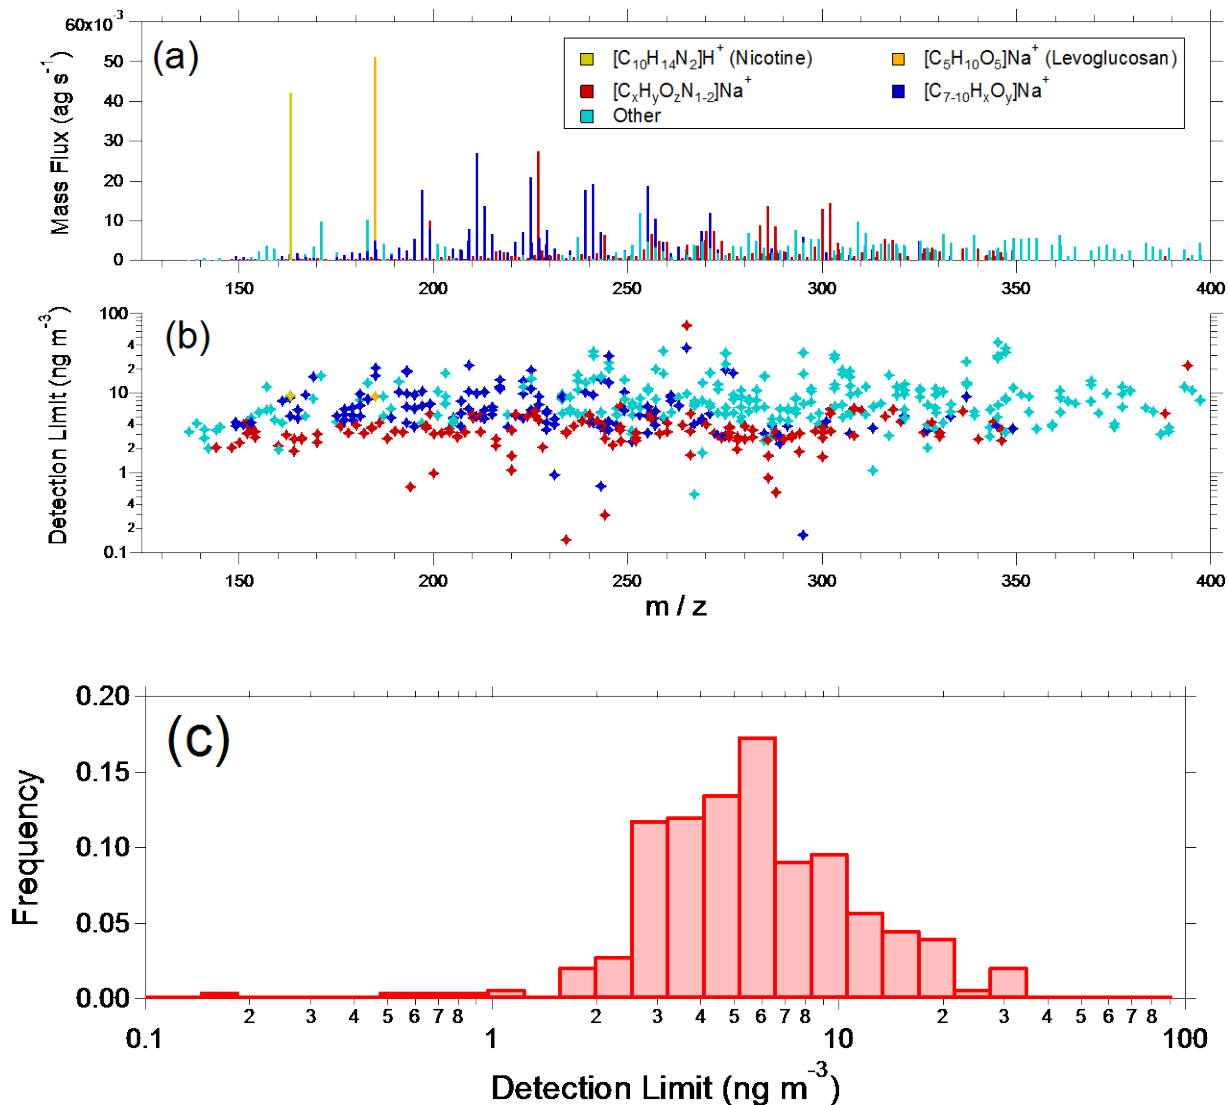 (a)
Mass Flux (ag s⁻¹)
60x10⁻³
50
40
30
20
10
0
[C₁₀H₁₄N₂]H⁺ (Nicotine)
[C₅H₁₀O₅]Na⁺ (Levoglucosan)
[CₓHᵧO_zN₁₋₂]Na⁺
[C₇₋₁₀HₓOᵧ]Na⁺
Other
150 200 250 300 350 400
(b)
Detection Limit (ng m⁻³)
100
4
2
10
4
2
1
4
2
0.1
150 200 250 300 350 400
m / z
(c)
Frequency
0.20
0.15
0.10
0.05
0.00
2 3 4 5 6 7 8 2 3 4 5 6 7 8 2 3 4 5 6 7 8
0.1 1 10 100
Detection Limit (ng m⁻³)